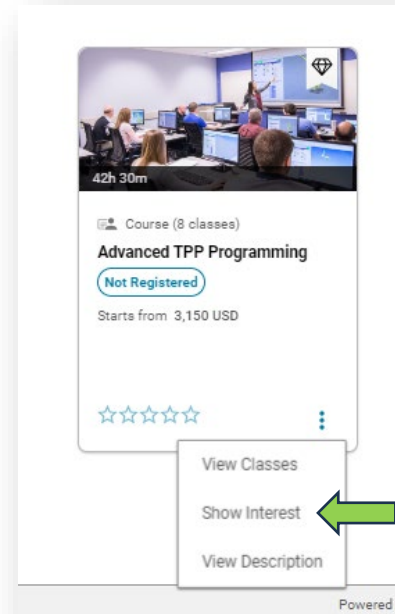 42h 30m
Course (8 classes)
Advanced TPP Programming
Not Registered
Starts from 3,150 USD
View Classes
Show Interest
View Description
Powered